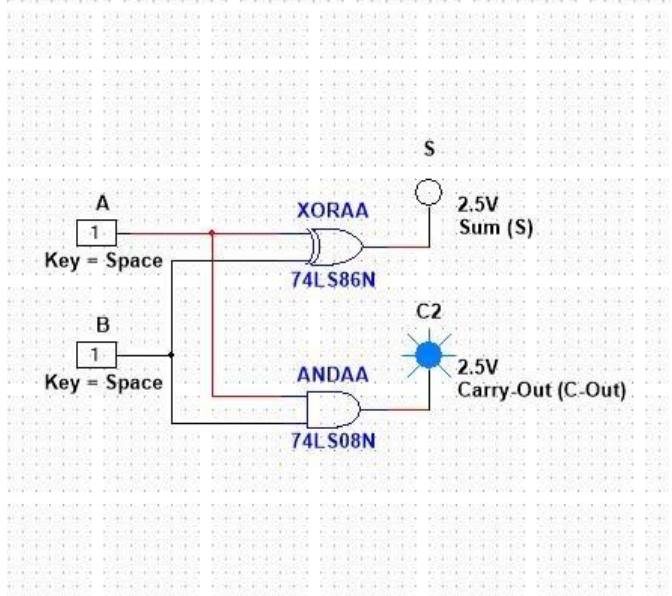 S
A
XORAA
2.5V
Sum (S)
1
Key = Space
74LS86N
C2
B
1
Key = Space
ANDAA
2.5V
Carry-Out (C-Out)
74LS08N